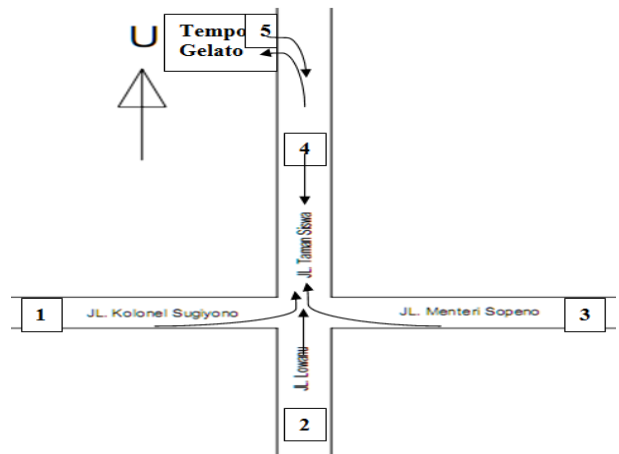 U
Tempo
Gelato
5
4
JL. Taman Siswa
1
JL. Kolonel Sugiyono
JL. Menteri Sopeno
3
JL. Lowanu
2